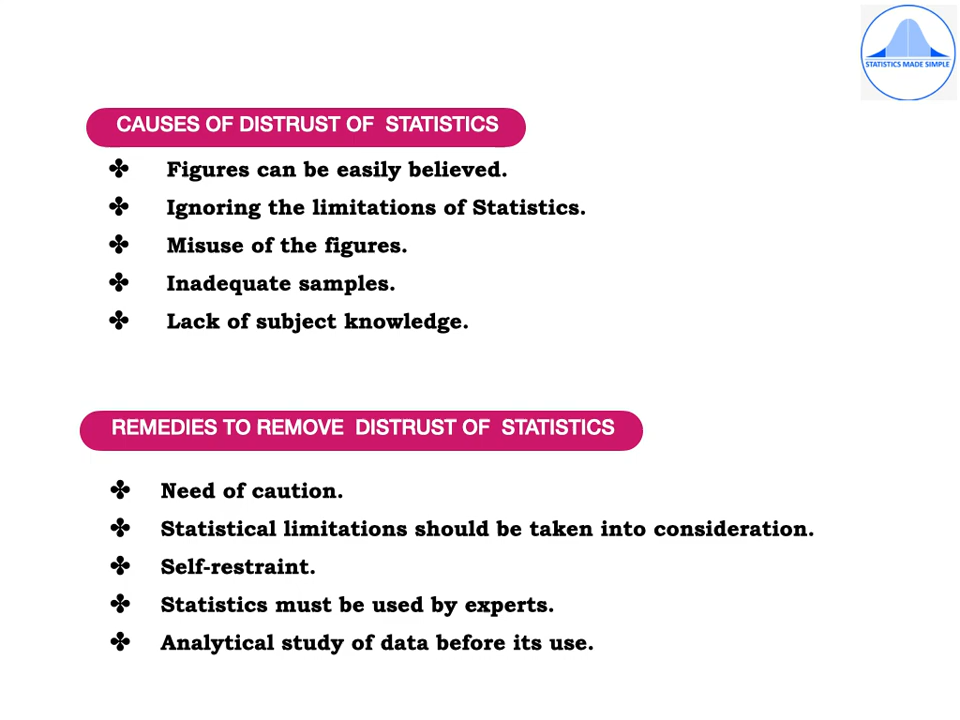 STATISTICS MADE SIMPLE
CAUSES OF DISTRUST OF STATISTICS
Figures can be easily believed.
Ignoring the limitations of Statistics.
Misuse of the figures.
Inadequate samples.
Lack of subject knowledge.
REMEDIES TO REMOVE DISTRUST OF STATISTICS
Need of caution.
Statistical limitations should be taken into consideration.
Self-restraint.
Statistics must be used by experts.
Analytical study of data before its use.